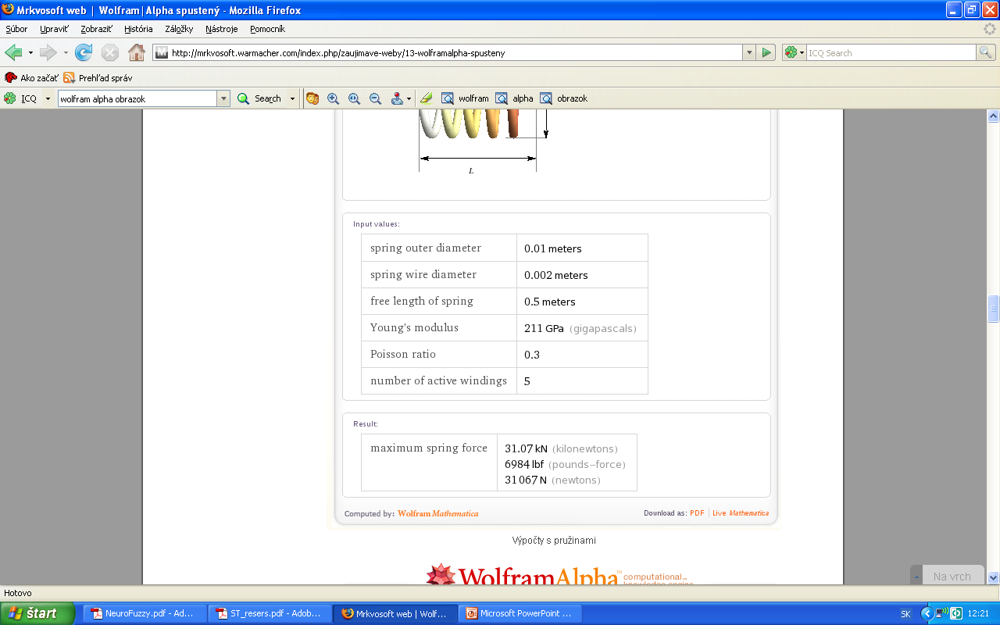 Mrkvosoft web | Wolfram|Alpha spustený - Mozilla Firefox
Súbor Upraviť Zobraziť História Záložky Nástroje Pomocník
http://mrkvosoft.warmacher.com/index.php/zaujimave-weby/13-wolframalpha-spusteny
ICQ Search
Ako začať Prehľad správ
ICQ wolfram alpha obrazok Search wolfram alpha obrazok
L
Input values:
spring outer diameter 0.01 meters
spring wire diameter 0.002 meters
free length of spring 0.5 meters
Young's modulus 211 GPa (gigapascals)
Poisson ratio 0.3
number of active windings 5
Result:
maximum spring force 31.07 kN (kilonewtons)
6984 lbf (pounds-force)
31067 N (newtons)
Computed by: Wolfram Mathematica Download as: PDF | Live Mathematica
Výpočty s pružinami
WolframAlpha™ computational...
knowledge engine
Na vrch
Hotovo
štart NeuroFuzzy.pdf - Ad... ST_resers.pdf - Adob... Mrkvosoft web | Wolf... Microsoft PowerPoint ... SK 12:21